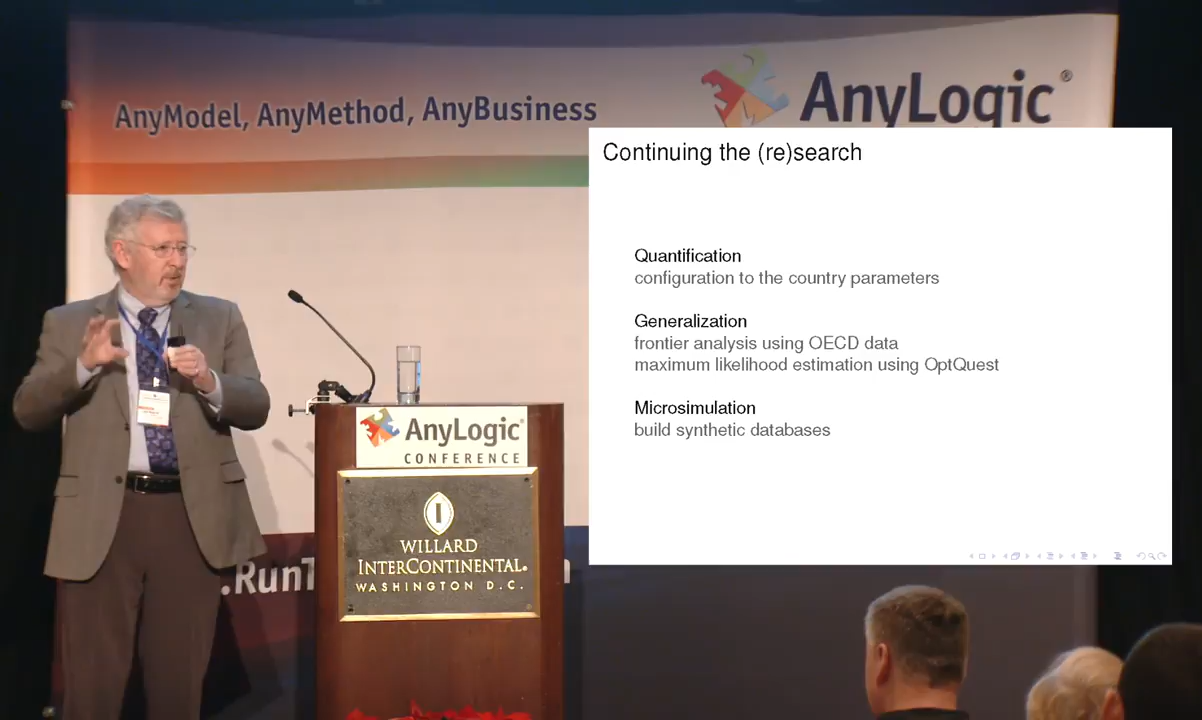 AnyModel, AnyMethod, AnyBusiness
AnyLogic®
Continuing the (re)search
Quantification
configuration to the country parameters
Generalization
frontier analysis using OECD data
maximum likelihood estimation using OptQuest
Microsimulation
build synthetic databases
AnyLogic®
CONFERENCE
I
WILLARD
INTERCONTINENTAL.
WASHINGTON D.C.